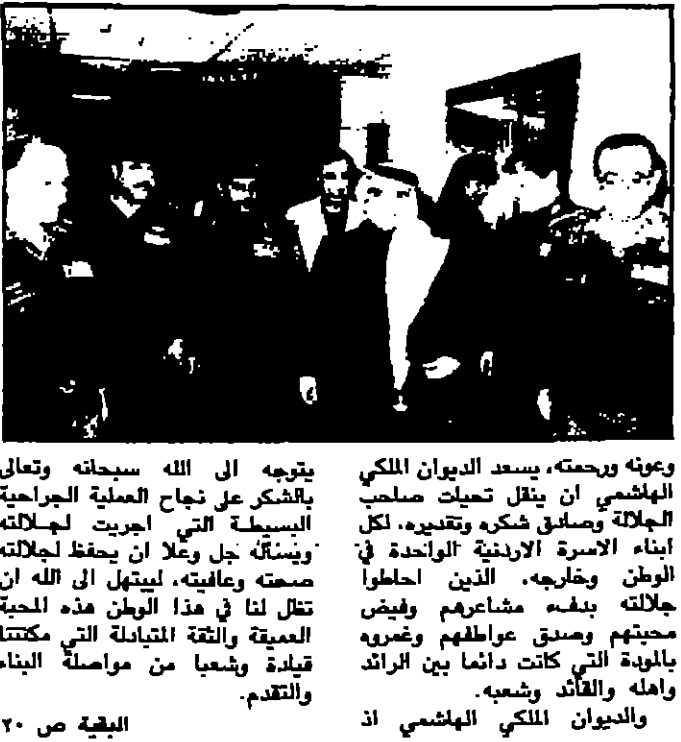 وعونه ورحمته، يسعد الديوان الملكي
الهاشمي ان ينقل تحيات صاحب
الجلالة وصادق شكره وتقديره، لكل
ابناء الاسرة الاردنية الواحدة في
الوطن وخارجه، الذين احاطوا
جلالته بدفء مشاعرهم وفيض
محبتهم وصدق عواطفهم وغمروه
بالمودة التي كانت دائما بين الرائد
واهله والقائد وشعبه.
والديوان الملكي الهاشمي اذ
يتوجه الى الله سبحانه وتعالى
بالشكر على نجاح العملية الجراحية
البسيطة التي اجريت لجلالته
ويسأله جل وعلا ان يحفظ لجلالته
صحته وعافيته، ليبتهل الى الله ان
تظل لنا في هذا الوطن هذه المحبة
العميقة والثقة المتبادلة التي مكنتنا
قيادة وشعبا من مواصلة البناء
والتقدم.
البقية ص ٢٠